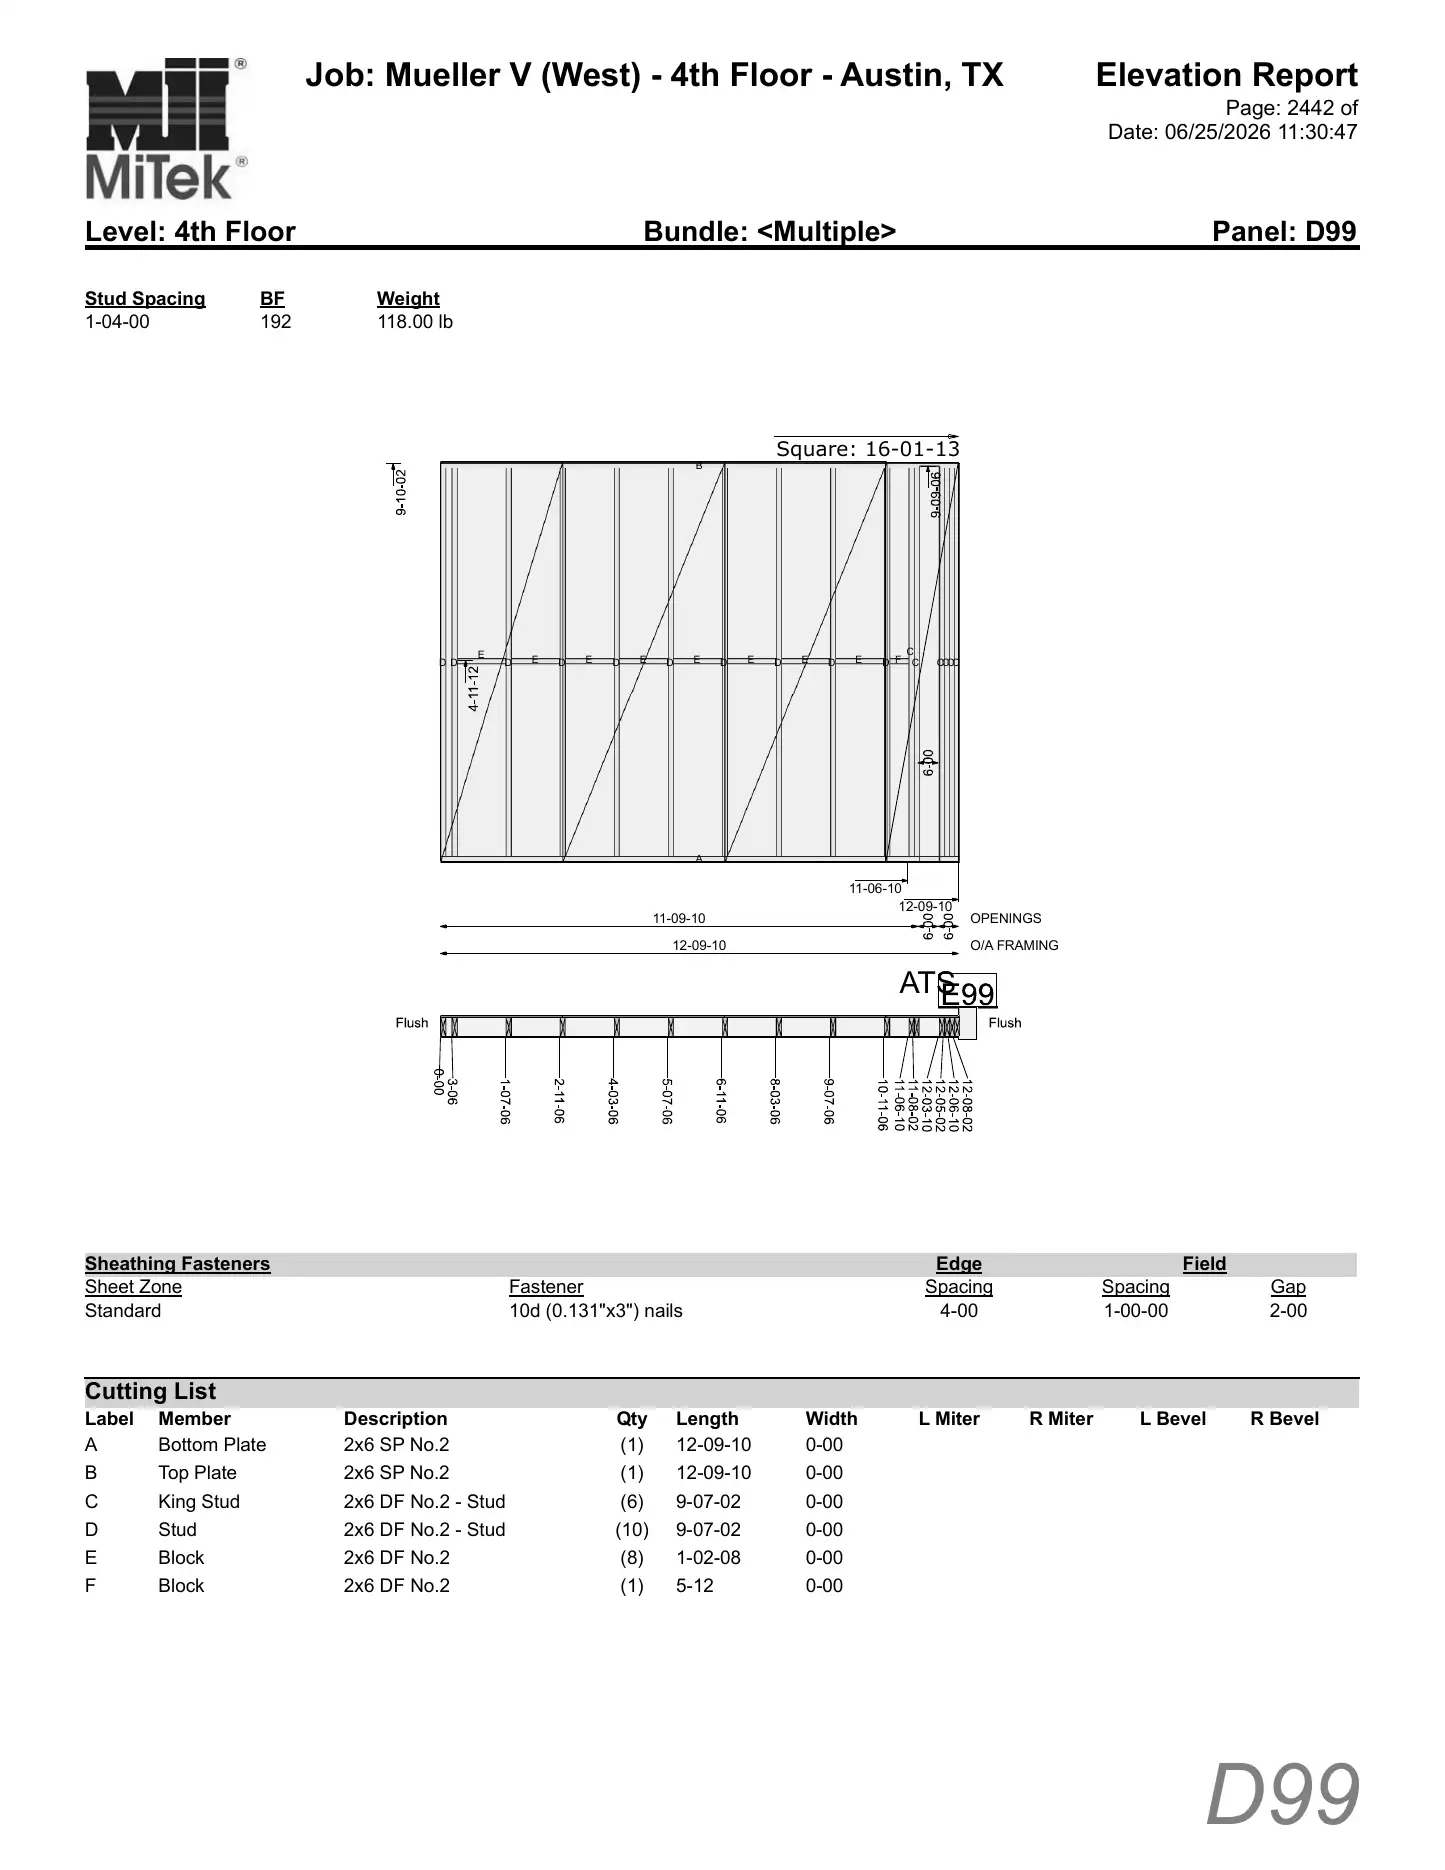 Job: Mueller V (West) - 4th Floor - Austin, TX
Elevation Report
Page: 2442 of
Date: 06/25/2026 11:30:47
MiTek®
Level: 4th Floor
Bundle: <Multiple>
Panel: D99
Stud Spacing BF Weight
1-04-00 192 118.00 lb
Square: 16-01-13
B
9-10-02
9-09-06
E E E E E E E E F C
D D D D D D D D D D C
4-11-12
6-00
A
11-06-10
12-09-10
11-09-10 6-00 6-00 OPENINGS
12-09-10 O/A FRAMING
ATS
E99
Flush Flush
0-00 3-06 1-07-06 2-11-06 4-03-06 5-07-06 6-11-06 8-03-06 9-07-06 10-11-06 11-06-10 11-08-02 12-03-10 12-05-02 12-06-10 12-08-02
Sheathing Fasteners Edge Field
Sheet Zone Fastener Spacing Spacing Gap
Standard 10d (0.131"x3") nails 4-00 1-00-00 2-00
Cutting List
Label Member Description Qty Length Width L Miter R Miter L Bevel R Bevel
A Bottom Plate 2x6 SP No.2 (1) 12-09-10 0-00
B Top Plate 2x6 SP No.2 (1) 12-09-10 0-00
C King Stud 2x6 DF No.2 - Stud (6) 9-07-02 0-00
D Stud 2x6 DF No.2 - Stud (10) 9-07-02 0-00
E Block 2x6 DF No.2 (8) 1-02-08 0-00
F Block 2x6 DF No.2 (1) 5-12 0-00
D99